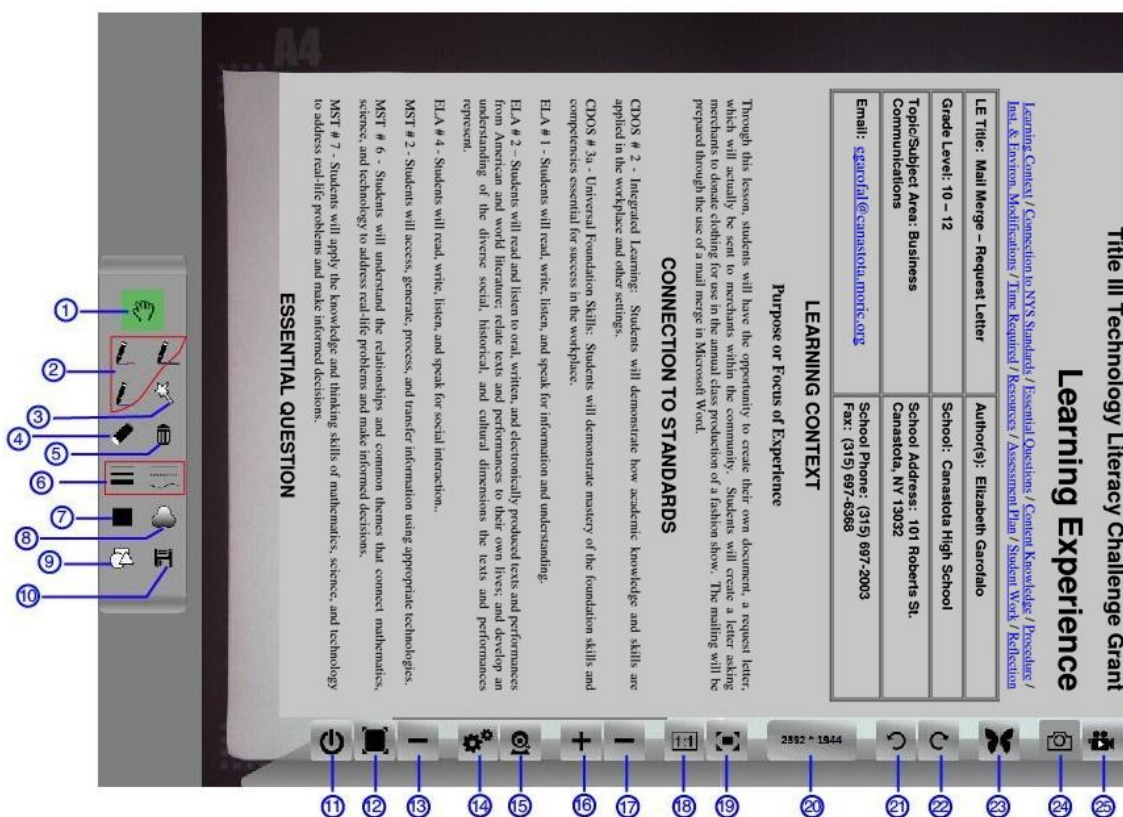 A4
Title III Technology Literacy Challenge Grant
Learning Experience
Learning Context / Connection to NYS Standards / Essential Questions / Content Knowledge / Procedure /
Inst. & Environ. Modifications / Time Required / Resources / Assessment Plan / Student Work / Reflection
LE Title: Mail Merge – Request Letter
Author(s): Elizabeth Garofalo
Grade Level: 10 – 12
School: Canastota High School
Topic/Subject Area: Business
Communications
School Address: 101 Roberts St.
Canastota, NY 13032
Email: egarofal@canastota.moric.org
School Phone: (315) 697-2003
Fax: (315) 697-6368
LEARNING CONTEXT
Purpose or Focus of Experience
Through this lesson, students will have the opportunity to create their own document, a request letter,
which will actually be sent to merchants within the community. Students will create a letter asking
merchants to donate clothing for use in the annual class production of a fashion show. The mailing will be
prepared through the use of a mail merge in Microsoft Word.
CONNECTION TO STANDARDS
CDOS # 2 - Integrated Learning: Students will demonstrate how academic knowledge and skills are
applied in the workplace and other settings.
CDOS # 3a - Universal Foundation Skills: Students will demonstrate mastery of the foundation skills and
competencies essential for success in the workplace.
ELA # 1 - Students will read, write, listen, and speak for information and understanding.
ELA # 2 – Students will read and listen to oral, written, and electronically produced texts and performances
from American and world literature; relate texts and performances to their own lives; and develop an
understanding of the diverse social, historical, and cultural dimensions the texts and performances
represent.
ELA # 4 - Students will read, write, listen, and speak for social interaction..
MST # 2 - Students will access, generate, process, and transfer information using appropriate technologies.
MST # 6 - Students will understand the relationships and common themes that connect mathematics,
science, and technology to address real-life problems and make informed decisions.
MST # 7 - Students will apply the knowledge and thinking skills of mathematics, science, and technology
to address real-life problems and make informed decisions.
ESSENTIAL QUESTION
1:1
2592 * 1944
①
②
③
④
⑤
⑥
⑦
⑧
⑨
⑩
⑪ ⑫ ⑬ ⑭ ⑮ ⑯ ⑰ ⑱ ⑲ ⑳ ㉑ ㉒ ㉓ ㉔ ㉕